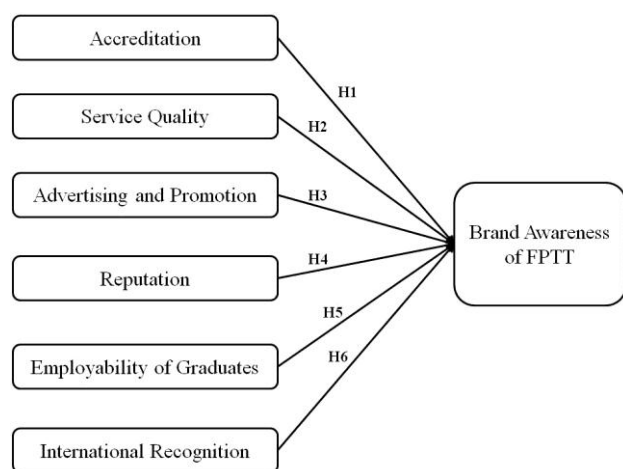 Accreditation
H1
Service Quality
H2
Advertising and Promotion
H3
Brand Awareness
of FPTT
Reputation
H4
Employability of Graduates
H5
H6
International Recognition